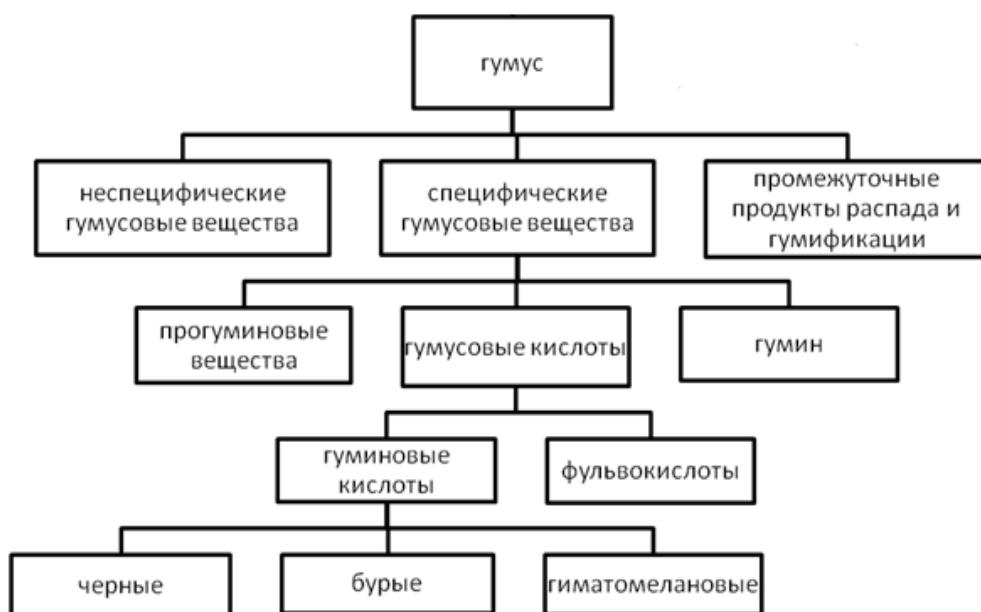 гумус
неспецифические
гумусовые вещества
специфические
гумусовые вещества
промежуточные
продукты распада и
гумификации
прогуминовые
вещества
гумусовые кислоты
гумин
гуминовые
кислоты
фульвокислоты
черные
бурые
гиматомелановые